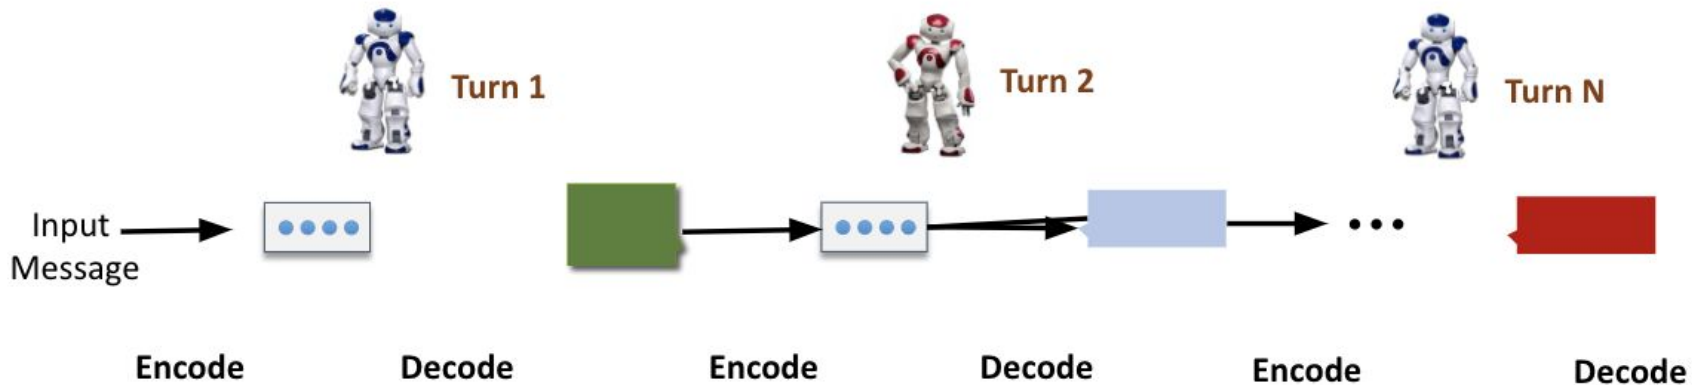 Turn 1
Turn 2
Turn N
Input
Message
Encode
Decode
Encode
Decode
Encode
Decode